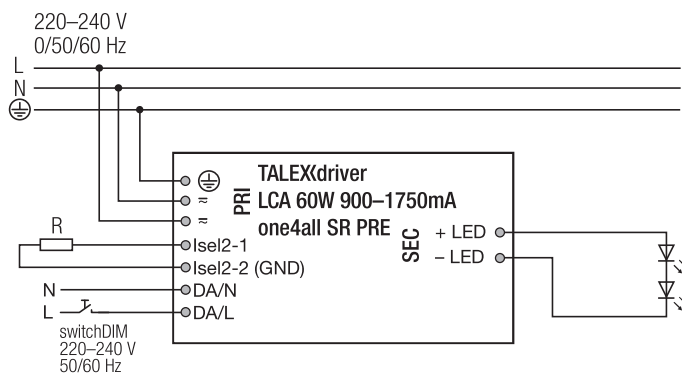 220–240 V
0/50/60 Hz
L
N
TALEXXdriver
LCA 60W 900–1750mA
one4all SR PRE
PRI
≂
≂
R
Isel2-1
Isel2-2 (GND)
N
DA/N
L
DA/L
SEC
+ LED
– LED
switchDIM
220–240 V
50/60 Hz